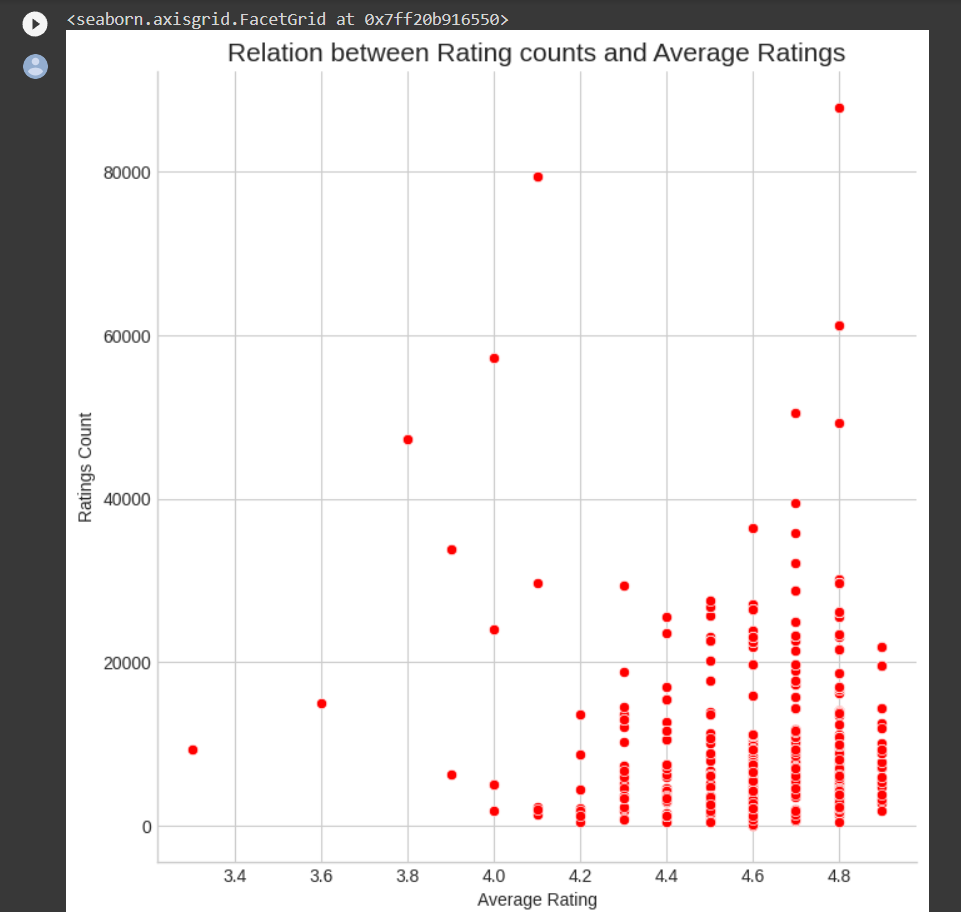 <seaborn.axisgrid.FacetGrid at 0x7ff20b916550>
Relation between Rating counts and Average Ratings
80000
60000
40000
20000
0
Ratings Count
3.4 3.6 3.8 4.0 4.2 4.4 4.6 4.8
Average Rating